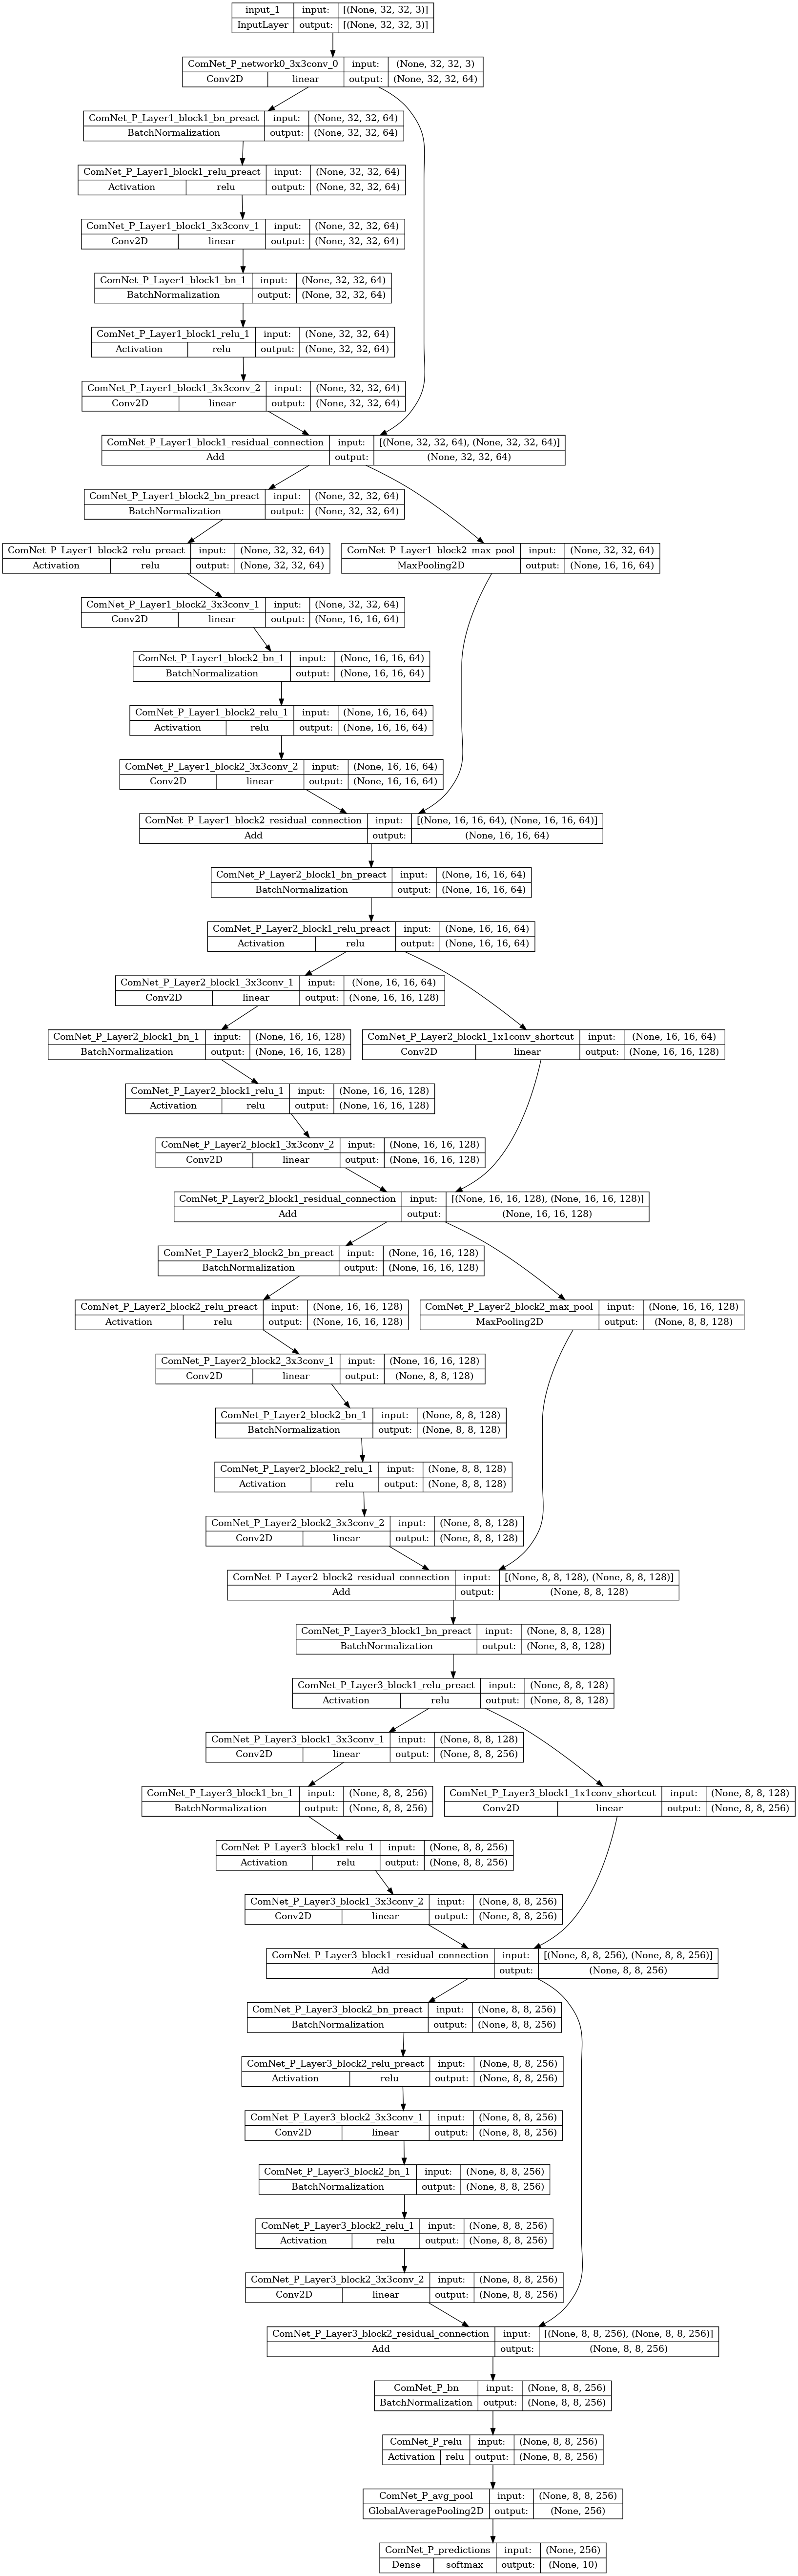 input_1 input: [(None, 32, 32, 3)]
InputLayer output: [(None, 32, 32, 3)]
ComNet_P_network0_3x3conv_0 input: (None, 32, 32, 3)
Conv2D linear output: (None, 32, 32, 64)
ComNet_P_Layer1_block1_bn_preact input: (None, 32, 32, 64)
BatchNormalization output: (None, 32, 32, 64)
ComNet_P_Layer1_block1_relu_preact input: (None, 32, 32, 64)
Activation relu output: (None, 32, 32, 64)
ComNet_P_Layer1_block1_3x3conv_1 input: (None, 32, 32, 64)
Conv2D linear output: (None, 32, 32, 64)
ComNet_P_Layer1_block1_bn_1 input: (None, 32, 32, 64)
BatchNormalization output: (None, 32, 32, 64)
ComNet_P_Layer1_block1_relu_1 input: (None, 32, 32, 64)
Activation relu output: (None, 32, 32, 64)
ComNet_P_Layer1_block1_3x3conv_2 input: (None, 32, 32, 64)
Conv2D linear output: (None, 32, 32, 64)
ComNet_P_Layer1_block1_residual_connection input: [(None, 32, 32, 64), (None, 32, 32, 64)]
Add output: (None, 32, 32, 64)
ComNet_P_Layer1_block2_bn_preact input: (None, 32, 32, 64)
BatchNormalization output: (None, 32, 32, 64)
ComNet_P_Layer1_block2_relu_preact input: (None, 32, 32, 64)
Activation relu output: (None, 32, 32, 64)
ComNet_P_Layer1_block2_max_pool input: (None, 32, 32, 64)
MaxPooling2D output: (None, 16, 16, 64)
ComNet_P_Layer1_block2_3x3conv_1 input: (None, 32, 32, 64)
Conv2D linear output: (None, 16, 16, 64)
ComNet_P_Layer1_block2_bn_1 input: (None, 16, 16, 64)
BatchNormalization output: (None, 16, 16, 64)
ComNet_P_Layer1_block2_relu_1 input: (None, 16, 16, 64)
Activation relu output: (None, 16, 16, 64)
ComNet_P_Layer1_block2_3x3conv_2 input: (None, 16, 16, 64)
Conv2D linear output: (None, 16, 16, 64)
ComNet_P_Layer1_block2_residual_connection input: [(None, 16, 16, 64), (None, 16, 16, 64)]
Add output: (None, 16, 16, 64)
ComNet_P_Layer2_block1_bn_preact input: (None, 16, 16, 64)
BatchNormalization output: (None, 16, 16, 64)
ComNet_P_Layer2_block1_relu_preact input: (None, 16, 16, 64)
Activation relu output: (None, 16, 16, 64)
ComNet_P_Layer2_block1_3x3conv_1 input: (None, 16, 16, 64)
Conv2D linear output: (None, 16, 16, 128)
ComNet_P_Layer2_block1_bn_1 input: (None, 16, 16, 128)
BatchNormalization output: (None, 16, 16, 128)
ComNet_P_Layer2_block1_1x1conv_shortcut input: (None, 16, 16, 64)
Conv2D linear output: (None, 16, 16, 128)
ComNet_P_Layer2_block1_relu_1 input: (None, 16, 16, 128)
Activation relu output: (None, 16, 16, 128)
ComNet_P_Layer2_block1_3x3conv_2 input: (None, 16, 16, 128)
Conv2D linear output: (None, 16, 16, 128)
ComNet_P_Layer2_block1_residual_connection input: [(None, 16, 16, 128), (None, 16, 16, 128)]
Add output: (None, 16, 16, 128)
ComNet_P_Layer2_block2_bn_preact input: (None, 16, 16, 128)
BatchNormalization output: (None, 16, 16, 128)
ComNet_P_Layer2_block2_relu_preact input: (None, 16, 16, 128)
Activation relu output: (None, 16, 16, 128)
ComNet_P_Layer2_block2_max_pool input: (None, 16, 16, 128)
MaxPooling2D output: (None, 8, 8, 128)
ComNet_P_Layer2_block2_3x3conv_1 input: (None, 16, 16, 128)
Conv2D linear output: (None, 8, 8, 128)
ComNet_P_Layer2_block2_bn_1 input: (None, 8, 8, 128)
BatchNormalization output: (None, 8, 8, 128)
ComNet_P_Layer2_block2_relu_1 input: (None, 8, 8, 128)
Activation relu output: (None, 8, 8, 128)
ComNet_P_Layer2_block2_3x3conv_2 input: (None, 8, 8, 128)
Conv2D linear output: (None, 8, 8, 128)
ComNet_P_Layer2_block2_residual_connection input: [(None, 8, 8, 128), (None, 8, 8, 128)]
Add output: (None, 8, 8, 128)
ComNet_P_Layer3_block1_bn_preact input: (None, 8, 8, 128)
BatchNormalization output: (None, 8, 8, 128)
ComNet_P_Layer3_block1_relu_preact input: (None, 8, 8, 128)
Activation relu output: (None, 8, 8, 128)
ComNet_P_Layer3_block1_3x3conv_1 input: (None, 8, 8, 128)
Conv2D linear output: (None, 8, 8, 256)
ComNet_P_Layer3_block1_bn_1 input: (None, 8, 8, 256)
BatchNormalization output: (None, 8, 8, 256)
ComNet_P_Layer3_block1_1x1conv_shortcut input: (None, 8, 8, 128)
Conv2D linear output: (None, 8, 8, 256)
ComNet_P_Layer3_block1_relu_1 input: (None, 8, 8, 256)
Activation relu output: (None, 8, 8, 256)
ComNet_P_Layer3_block1_3x3conv_2 input: (None, 8, 8, 256)
Conv2D linear output: (None, 8, 8, 256)
ComNet_P_Layer3_block1_residual_connection input: [(None, 8, 8, 256), (None, 8, 8, 256)]
Add output: (None, 8, 8, 256)
ComNet_P_Layer3_block2_bn_preact input: (None, 8, 8, 256)
BatchNormalization output: (None, 8, 8, 256)
ComNet_P_Layer3_block2_relu_preact input: (None, 8, 8, 256)
Activation relu output: (None, 8, 8, 256)
ComNet_P_Layer3_block2_3x3conv_1 input: (None, 8, 8, 256)
Conv2D linear output: (None, 8, 8, 256)
ComNet_P_Layer3_block2_bn_1 input: (None, 8, 8, 256)
BatchNormalization output: (None, 8, 8, 256)
ComNet_P_Layer3_block2_relu_1 input: (None, 8, 8, 256)
Activation relu output: (None, 8, 8, 256)
ComNet_P_Layer3_block2_3x3conv_2 input: (None, 8, 8, 256)
Conv2D linear output: (None, 8, 8, 256)
ComNet_P_Layer3_block2_residual_connection input: [(None, 8, 8, 256), (None, 8, 8, 256)]
Add output: (None, 8, 8, 256)
ComNet_P_bn input: (None, 8, 8, 256)
BatchNormalization output: (None, 8, 8, 256)
ComNet_P_relu input: (None, 8, 8, 256)
Activation relu output: (None, 8, 8, 256)
ComNet_P_avg_pool input: (None, 8, 8, 256)
GlobalAveragePooling2D output: (None, 256)
ComNet_P_predictions input: (None, 256)
Dense softmax output: (None, 10)